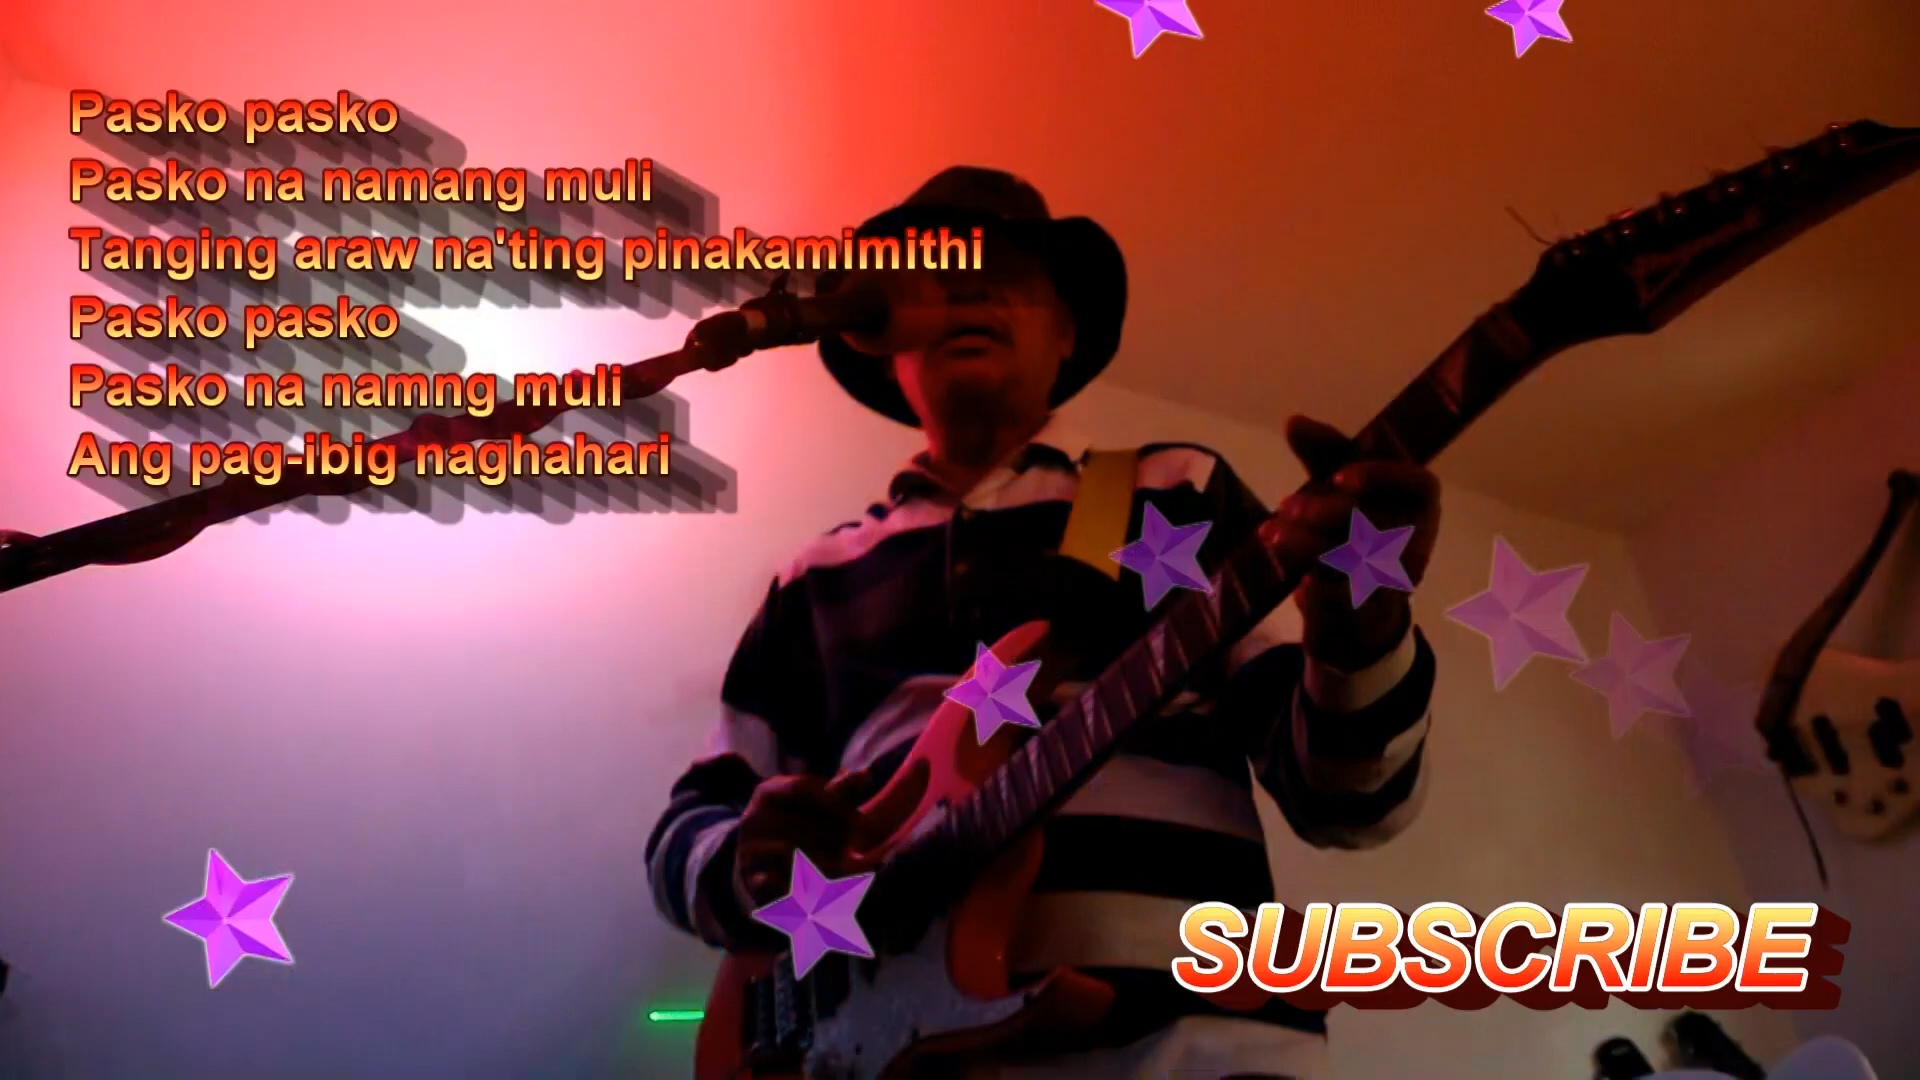 Pasko pasko
Pasko na namang muli
Tanging araw na'ting pinakamimithi
Pasko pasko
Pasko na namng muli
Ang pag-ibig naghahari
SUBSCRIBE